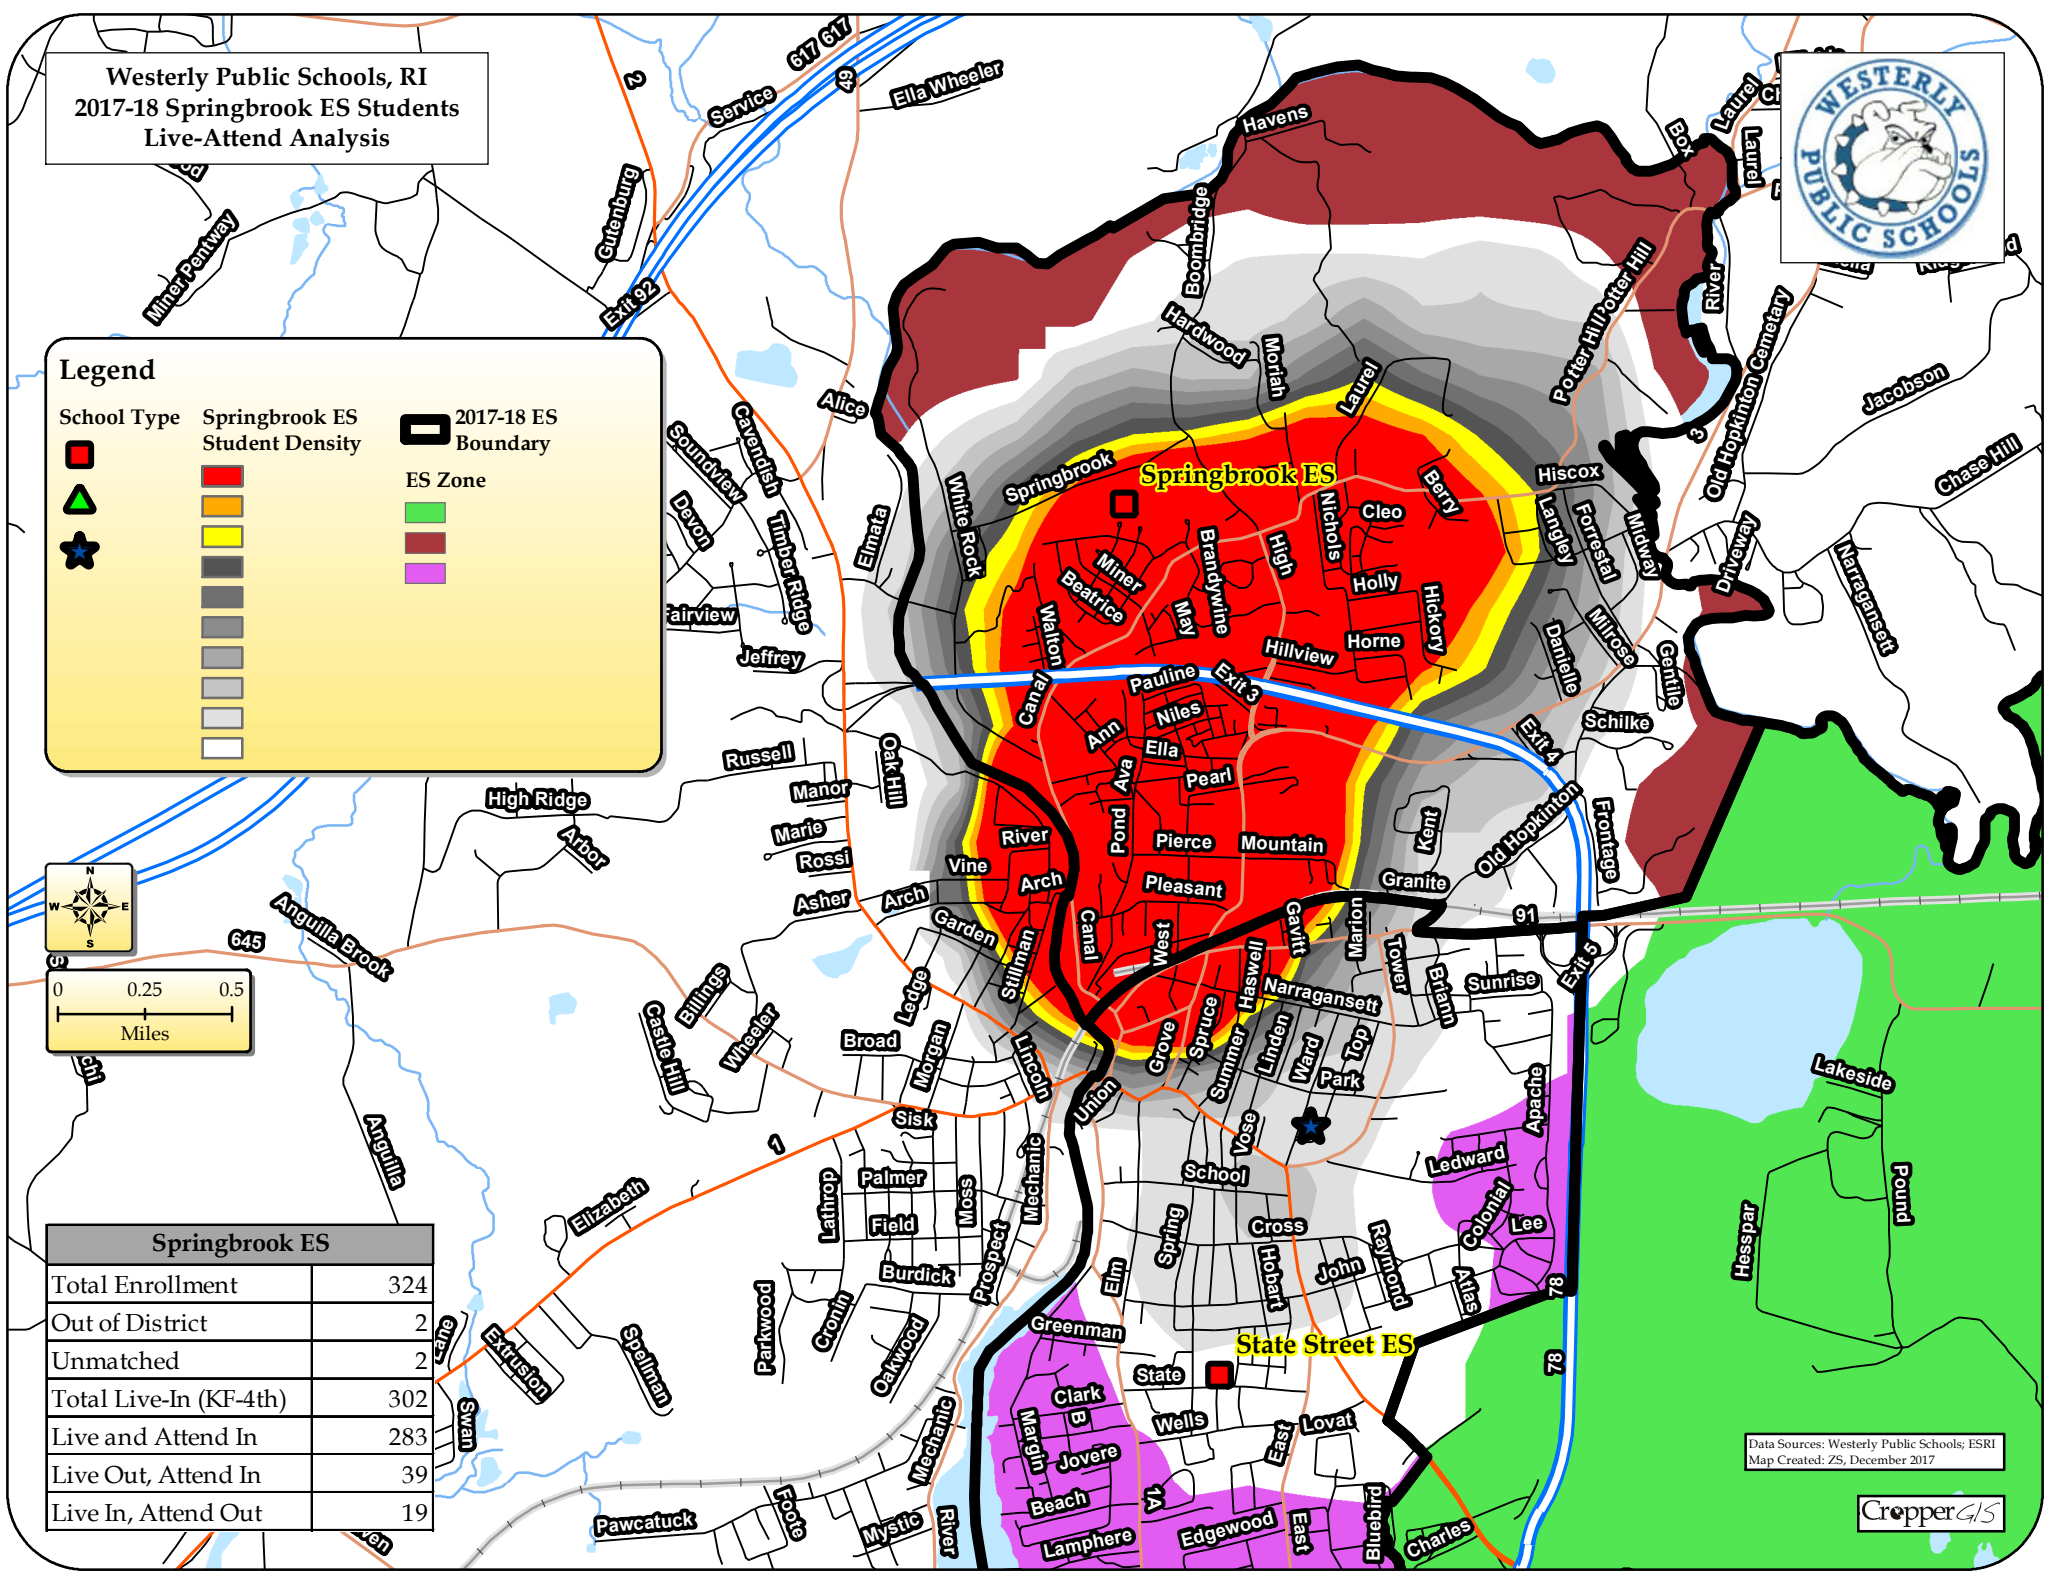 Westerly Public Schools, RI
2017-18 Springbrook ES Students
Live-Attend Analysis
WESTERLY
PUBLIC SCHOOLS
Legend
School Type
Springbrook ES
Student Density
2017-18 ES
Boundary
ES Zone
N
W E
S
0 0.25 0.5
Miles
Springbrook ES
Total Enrollment 324
Out of District 2
Unmatched 2
Total Live-In (KF-4th) 302
Live and Attend In 283
Live Out, Attend In 39
Live In, Attend Out 19
Data Sources: Westerly Public Schools; ESRI
Map Created: ZS, December 2017
CropperGIS
Springbrook ES
State Street ES
617 617
49
2
Service
Ella Wheeler
Gutenburg
Miner Pentway
Exit 92
Havens
Boombridge
Box
Laurel
Laurel
River
Potter Hill
Potter Hill
Hardwood
Moriah
Laurel
Old Hopkinton Cemetary
3
Jacobson
Chase Hill
Alice
Cavendish
Soundview
Devon
Timber Ridge
Elmata
White Rock
Springbrook
Nichols
Cleo
Berry
Hiscox
Langley
Forrestal
Midway
Driveway
Narragansett
Miner
Beatrice
Brandywine
High
May
Holly
Hickory
Horne
Hillview
Walton
Jeffrey
Milrose
Danielle
Gentile
Schilke
Canal
Pauline
Exit 3
Exit 4
Niles
Ann
Ella
Ava
Pearl
Russell
Oak Hill
Manor
Marie
Rossi
Asher
Arch
High Ridge
Arbor
River
Vine
Arch
Pond
Pierce
Mountain
Pleasant
Kent
Granite
Old Hopkinton
Frontage
91
Exit 5
Garden
Stillman
Canal
West
Gavitt
Marion
Haswell
Tower
Briann
Sunrise
Narragansett
645
Anguilla Brook
Billings
Wheeler
Castle Hill
Ledge
Broad
Morgan
Lincoln
Grove
Spruce
Summer
Linden
Ward
Top
Park
Apache
Union
Sisk
Vose
School
Ledward
Colonial
Lee
Lakeside
Pound
Hesspar
Anguilla
1
Elizabeth
Lathrop
Palmer
Field
Moss
Mechanic
Prospect
Burdick
Cronin
Parkwood
Oakwood
Spring
Cross
Hobart
Elm
John
Raymond
Atlas
78
78
Lane
Extrusion
Spellman
Swan
Greenman
State
Clark
B
Margin
Jovere
Wells
East
Lovat
Beach
1A
Lamphere
Edgewood
East
Bluebird
Charles
Pawcatuck
Foote
Mystic
Mechanic
River